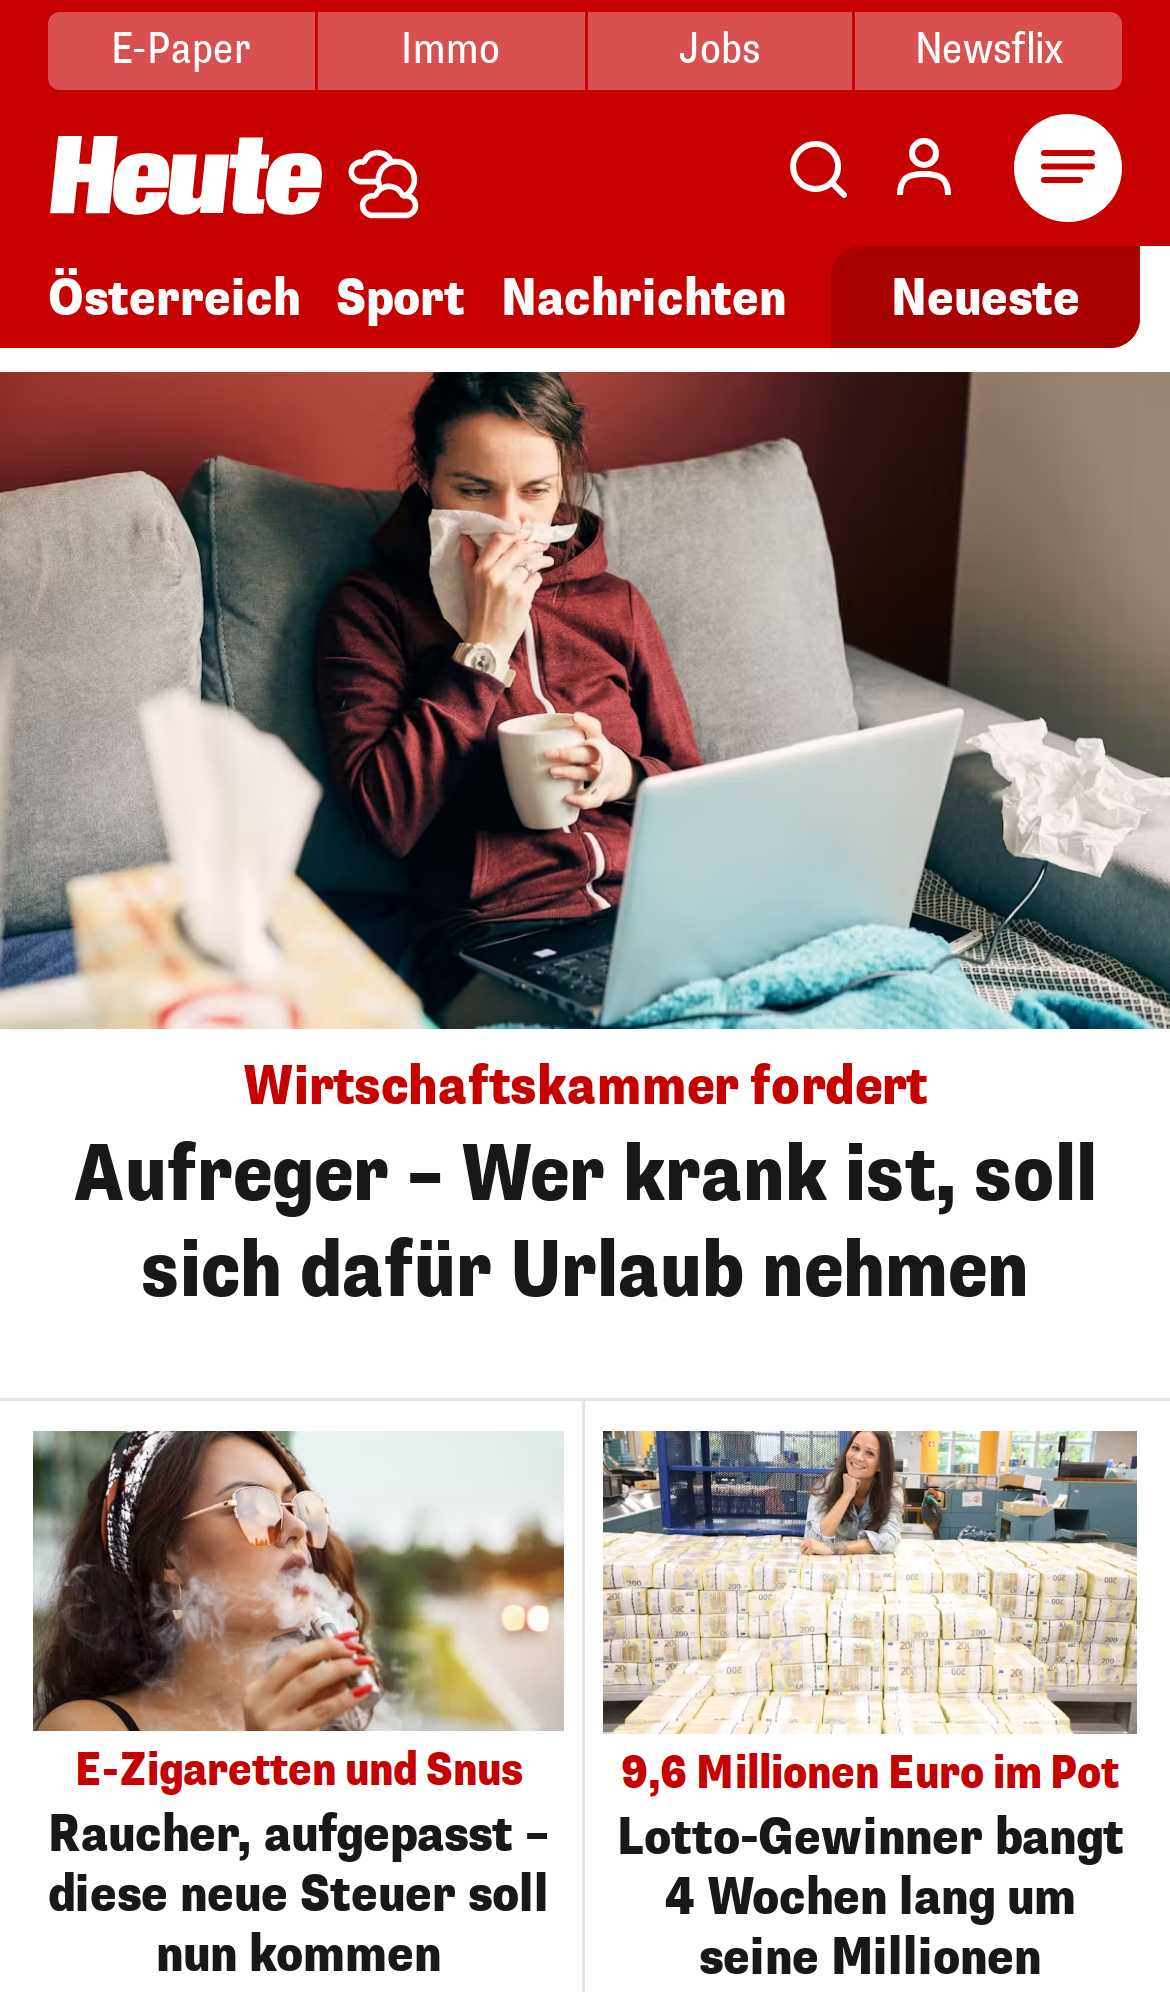 E-Paper
Immo
Jobs
Newsflix
Heute
Österreich
Sport
Nachrichten
Neueste
Wirtschaftskammer fordert
Aufreger – Wer krank ist, soll
sich dafür Urlaub nehmen
E-Zigaretten und Snus
Raucher, aufgepasst –
diese neue Steuer soll
nun kommen
9,6 Millionen Euro im Pot
Lotto-Gewinner bangt
4 Wochen lang um
seine Millionen